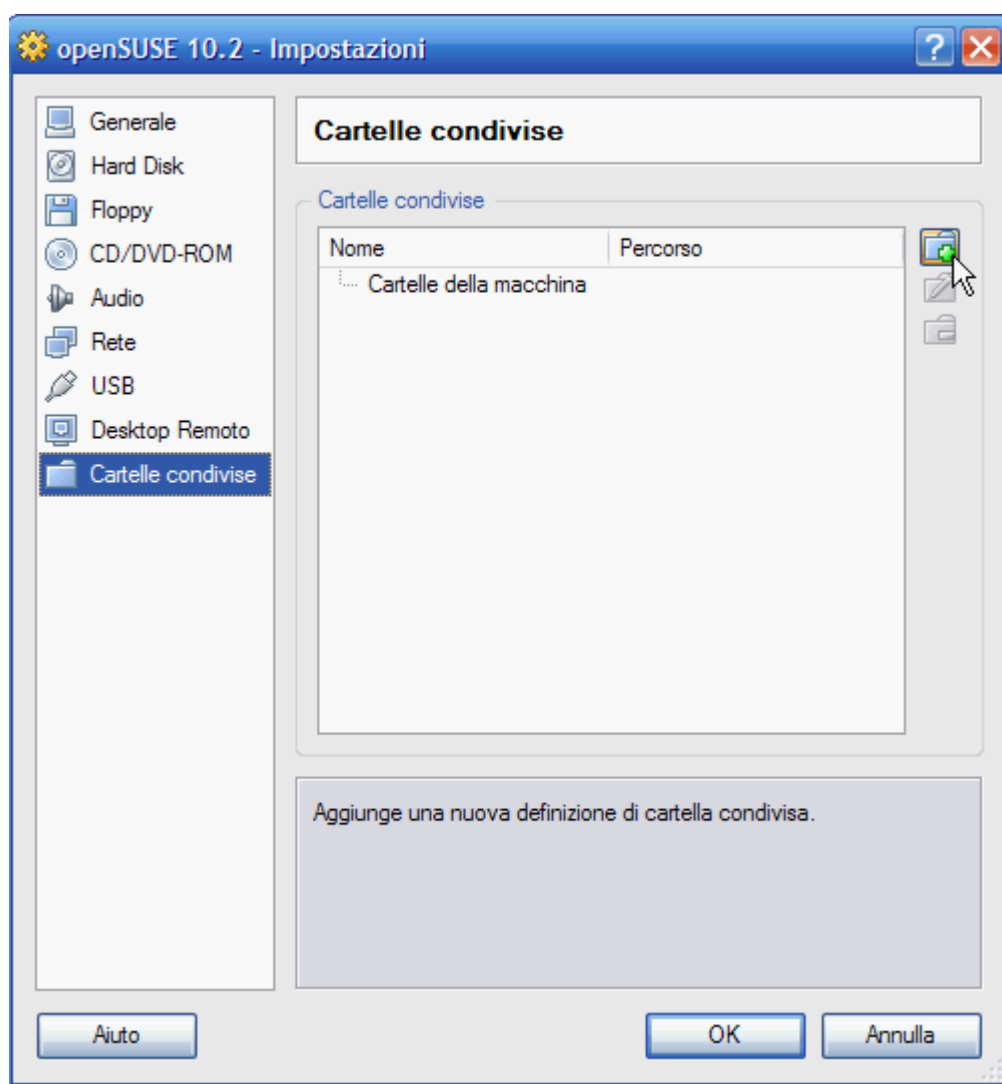 openSUSE 10.2 - Impostazioni
Generale
Hard Disk
Floppy
CD/DVD-ROM
Audio
Rete
USB
Desktop Remoto
Cartelle condivise
Cartelle condivise
Cartelle condivise
Nome Percorso
Cartelle della macchina
Aggiunge una nuova definizione di cartella condivisa.
Aiuto OK Annulla